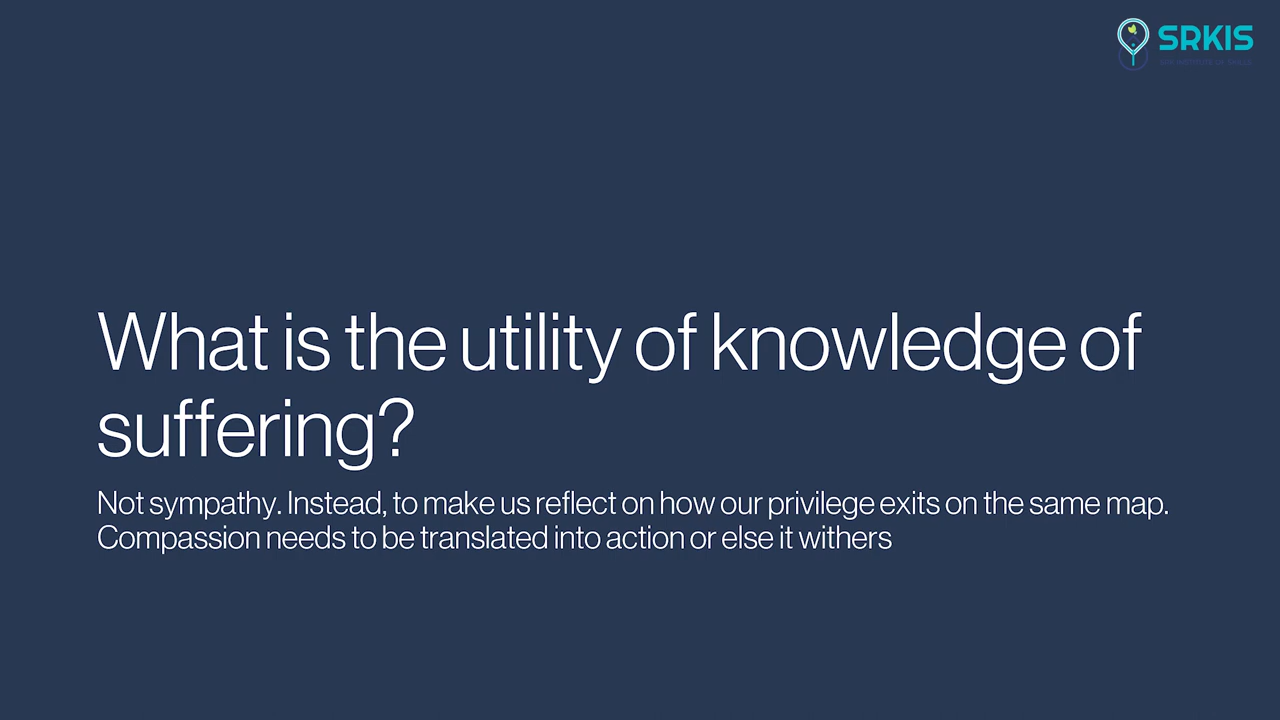 SRKIS
What is the utility of knowledge of
suffering?
Not sympathy. Instead, to make us reflect on how our privilege exits on the same map.
Compassion needs to be translated into action or else it withers